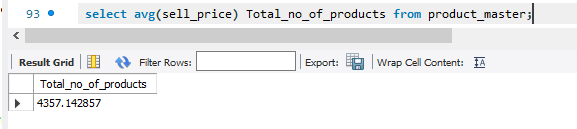 93 select avg(sell_price) Total_no_of_products from product_master;
Result Grid Filter Rows: Export: Wrap Cell Content:
Total_no_of_products
4357.142857